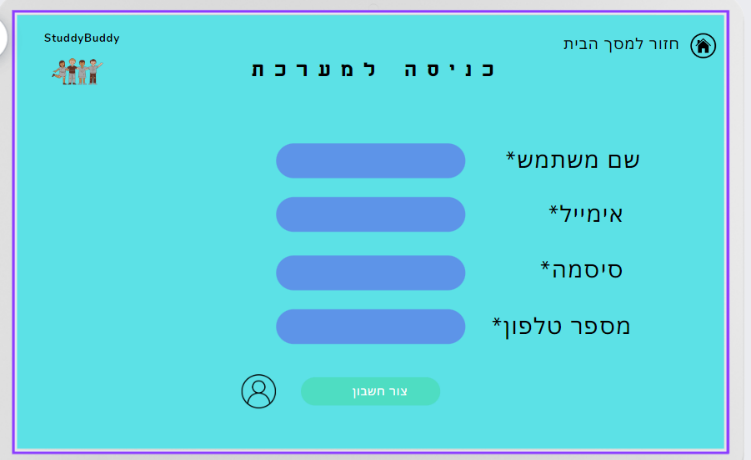 StuddyBuddy
חזור למסך הבית
כניסה למערכת
שם משתמש*
אימייל*
סיסמה*
מספר טלפון*
צור חשבון